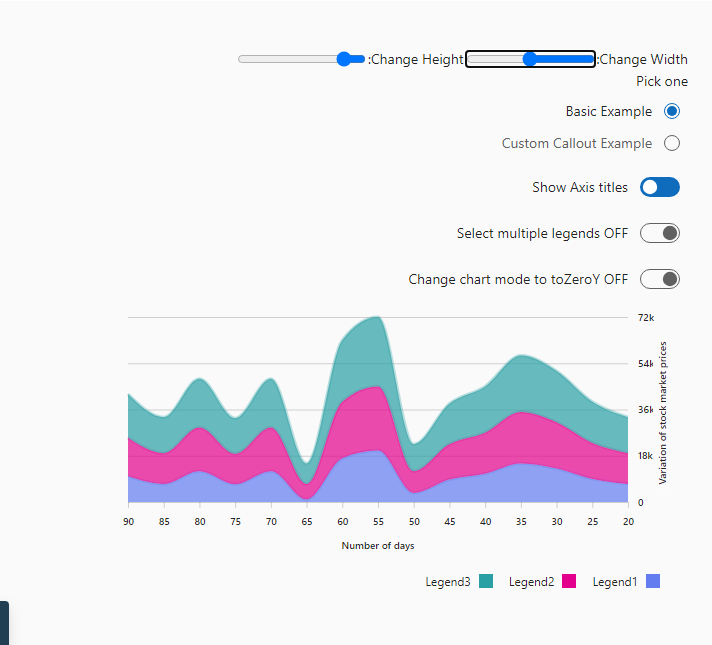 Change Width: Change Height:
Pick one
Basic Example
Custom Callout Example
Show Axis titles
Select multiple legends OFF
Change chart mode to toZeroY OFF
72k
54k
36k
18k
0
Variation of stock market prices
90 85 80 75 70 65 60 55 50 45 40 35 30 25 20
Number of days
Legend3 Legend2 Legend1